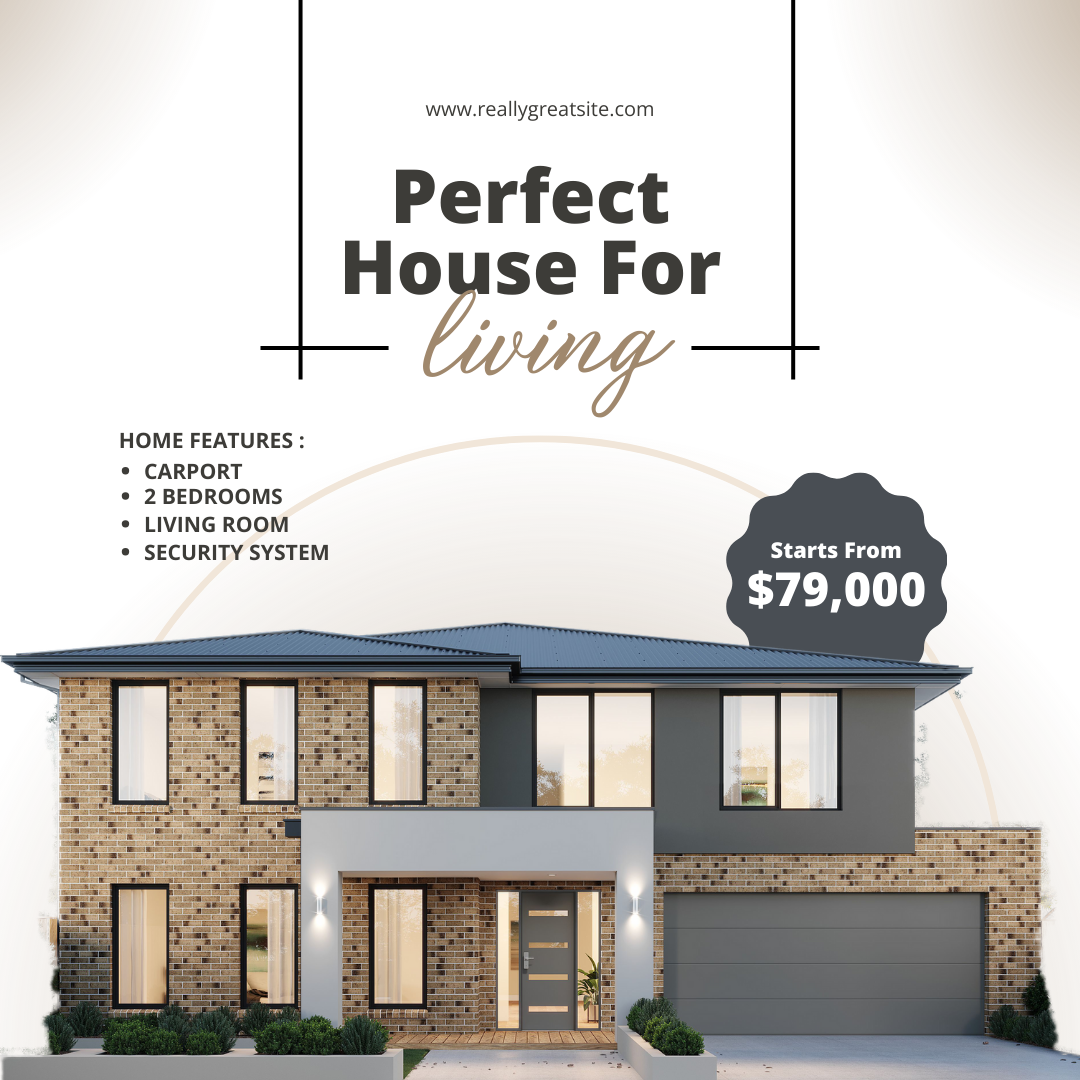 www.reallygreatsite.com
Perfect
House For
living
HOME FEATURES :
• CARPORT
• 2 BEDROOMS
• LIVING ROOM
• SECURITY SYSTEM
Starts From
$79,000